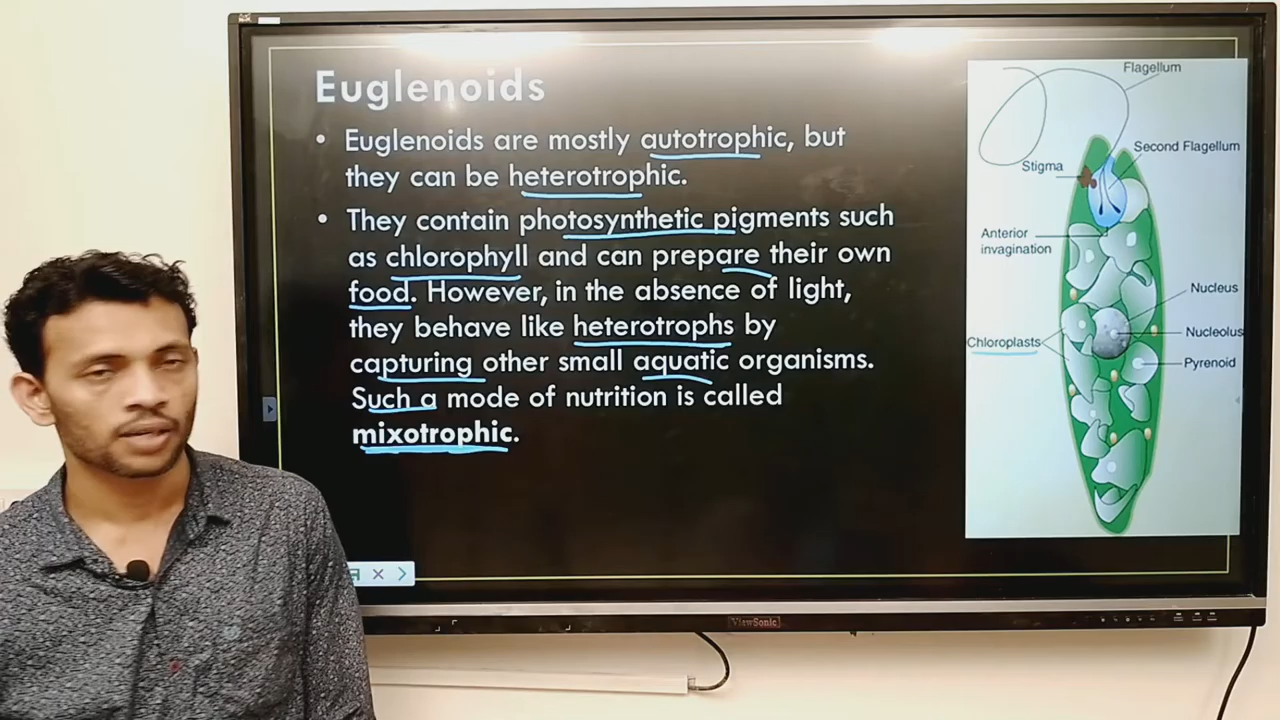 Euglenoids
• Euglenoids are mostly autotrophic, but
they can be heterotrophic.
• They contain photosynthetic pigments such
as chlorophyll and can prepare their own
food. However, in the absence of light,
they behave like heterotrophs by
capturing other small aquatic organisms.
Such a mode of nutrition is called
mixotrophic.
Flagellum
Second Flagellum
Stigma
Anterior
invagination
Nucleus
Nucleolus
Chloroplasts
Pyrenoid
ViewSonic